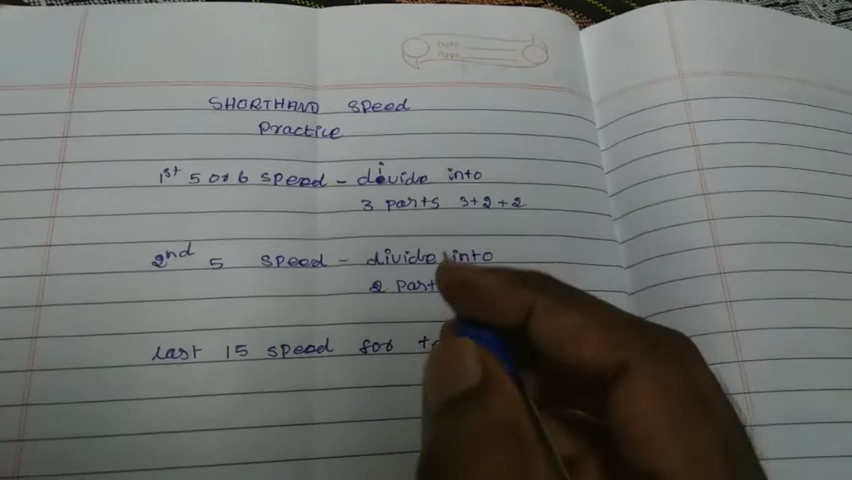 Date
Page
SHORTHAND speed
Practice
1st 5 or 6 speed - divide into
3 parts 3+2+2
2nd 5 speed - divide into
2 part
Last 15 speed for